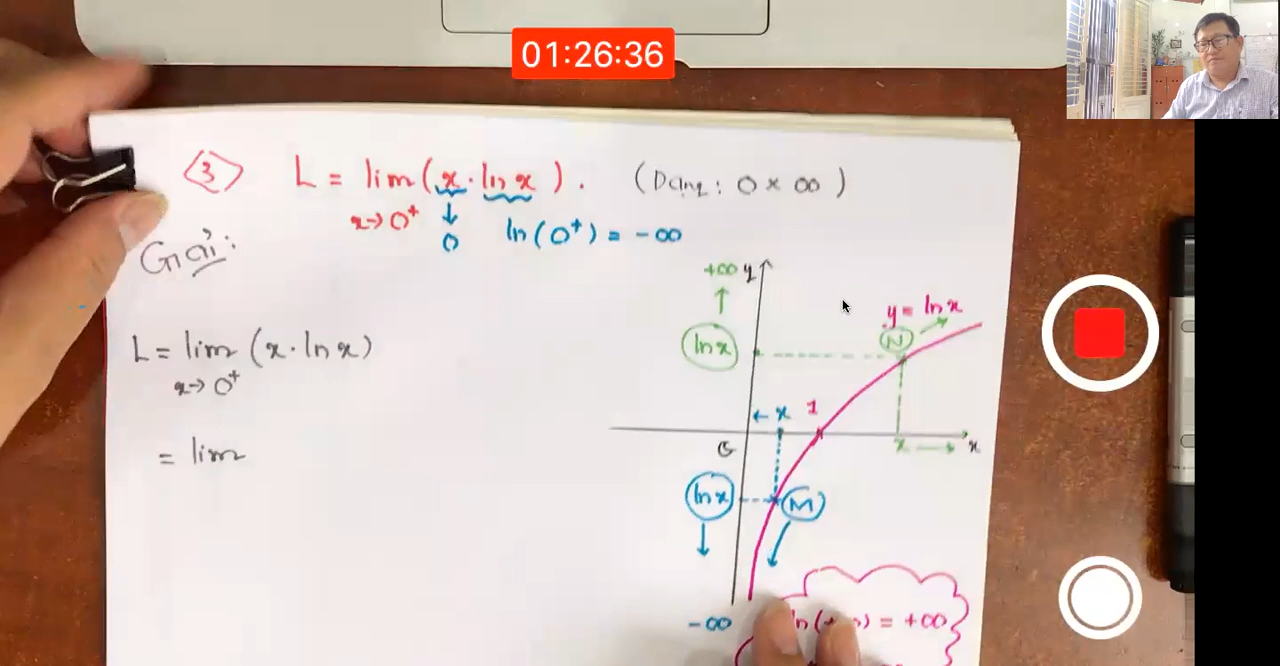 01:26:36
3 L = lim ( x . ln x ) . ( Dạng : 0 × ∞ )
x → 0⁺ ↓ ln ( 0⁺ ) = - ∞
0
Giải :
+∞ y
↑ y = ln x
ln x N
L = lim ( x . ln x )
x → 0⁺
← x 1
= lim O x → x
ln x M
↓
- ∞ = +∞